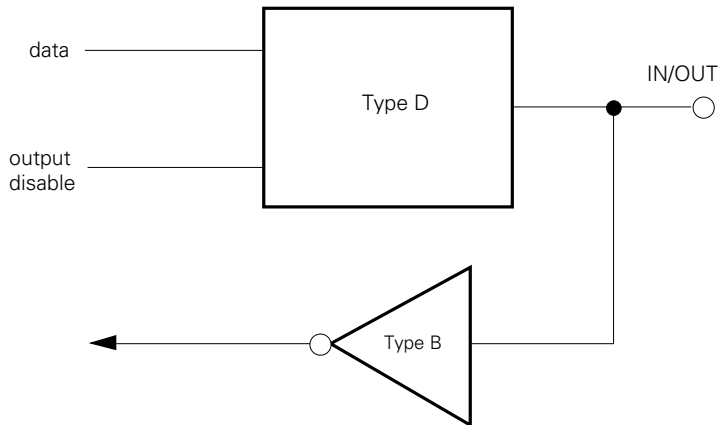 data
Type D
IN/OUT
output
disable
Type B